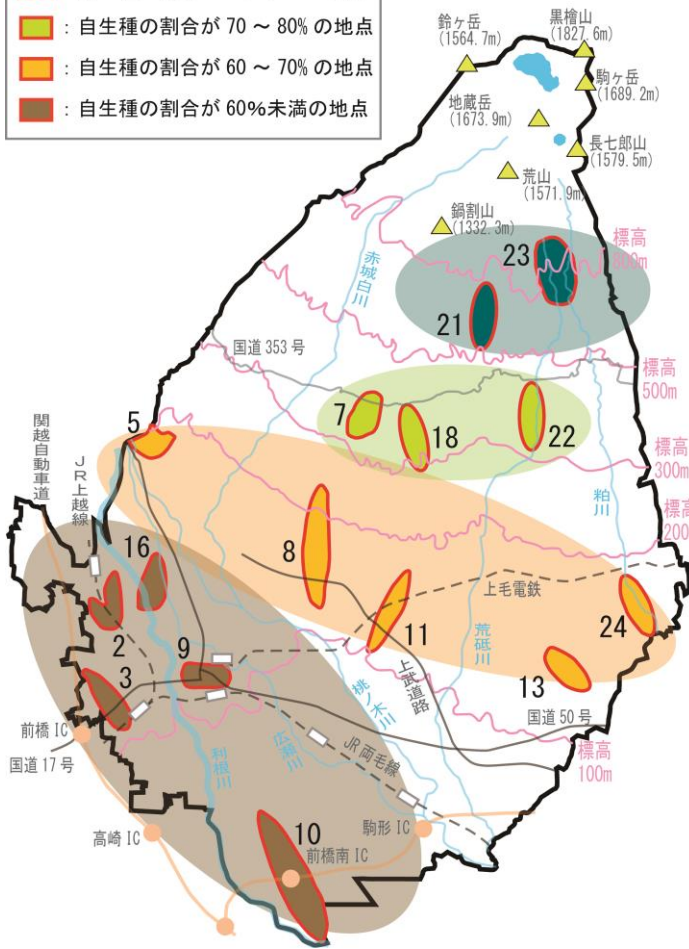 ：自生種の割合が 70 ～ 80% の地点
：自生種の割合が 60 ～ 70% の地点
：自生種の割合が 60％未満の地点
鈴ヶ岳
(1564.7m)
黒檜山
(1827.6m)
駒ヶ岳
(1689.2m)
地蔵岳
(1673.9m)
長七郎山
(1579.5m)
荒山
(1571.9m)
鍋割山
(1332.3m)
赤城白川
23
標高
800m
21
国道 353 号
標高
500m
7
18
22
5
標高
300m
関越自動車道
JR上越線
粕川
標高
200m
16
8
上毛電鉄
2
11
荒砥川
24
9
3
13
上武道路
桃ノ木川
前橋 IC
国道 50 号
国道 17 号
利根川
広瀬川
JR両毛線
標高
100m
高崎 IC
10
駒形 IC
前橋南 IC